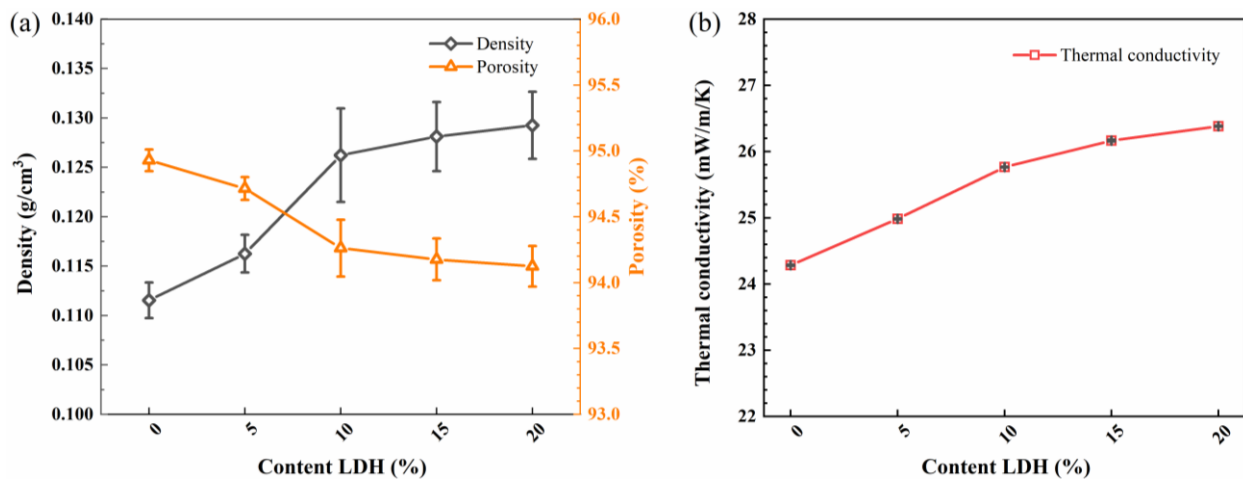 (a)
0.140
0.135
0.130
0.125
0.120
0.115
0.110
0.105
0.100
Density (g/cm³)
Density
Porosity
96.0
95.5
95.0
94.5
94.0
93.5
93.0
Porosity (%)
0 5 10 15 20
Content LDH (%)
(b)
28
27
26
25
24
23
22
Thermal conductivity (mW/m/K)
Thermal conductivity
0 5 10 15 20
Content LDH (%)